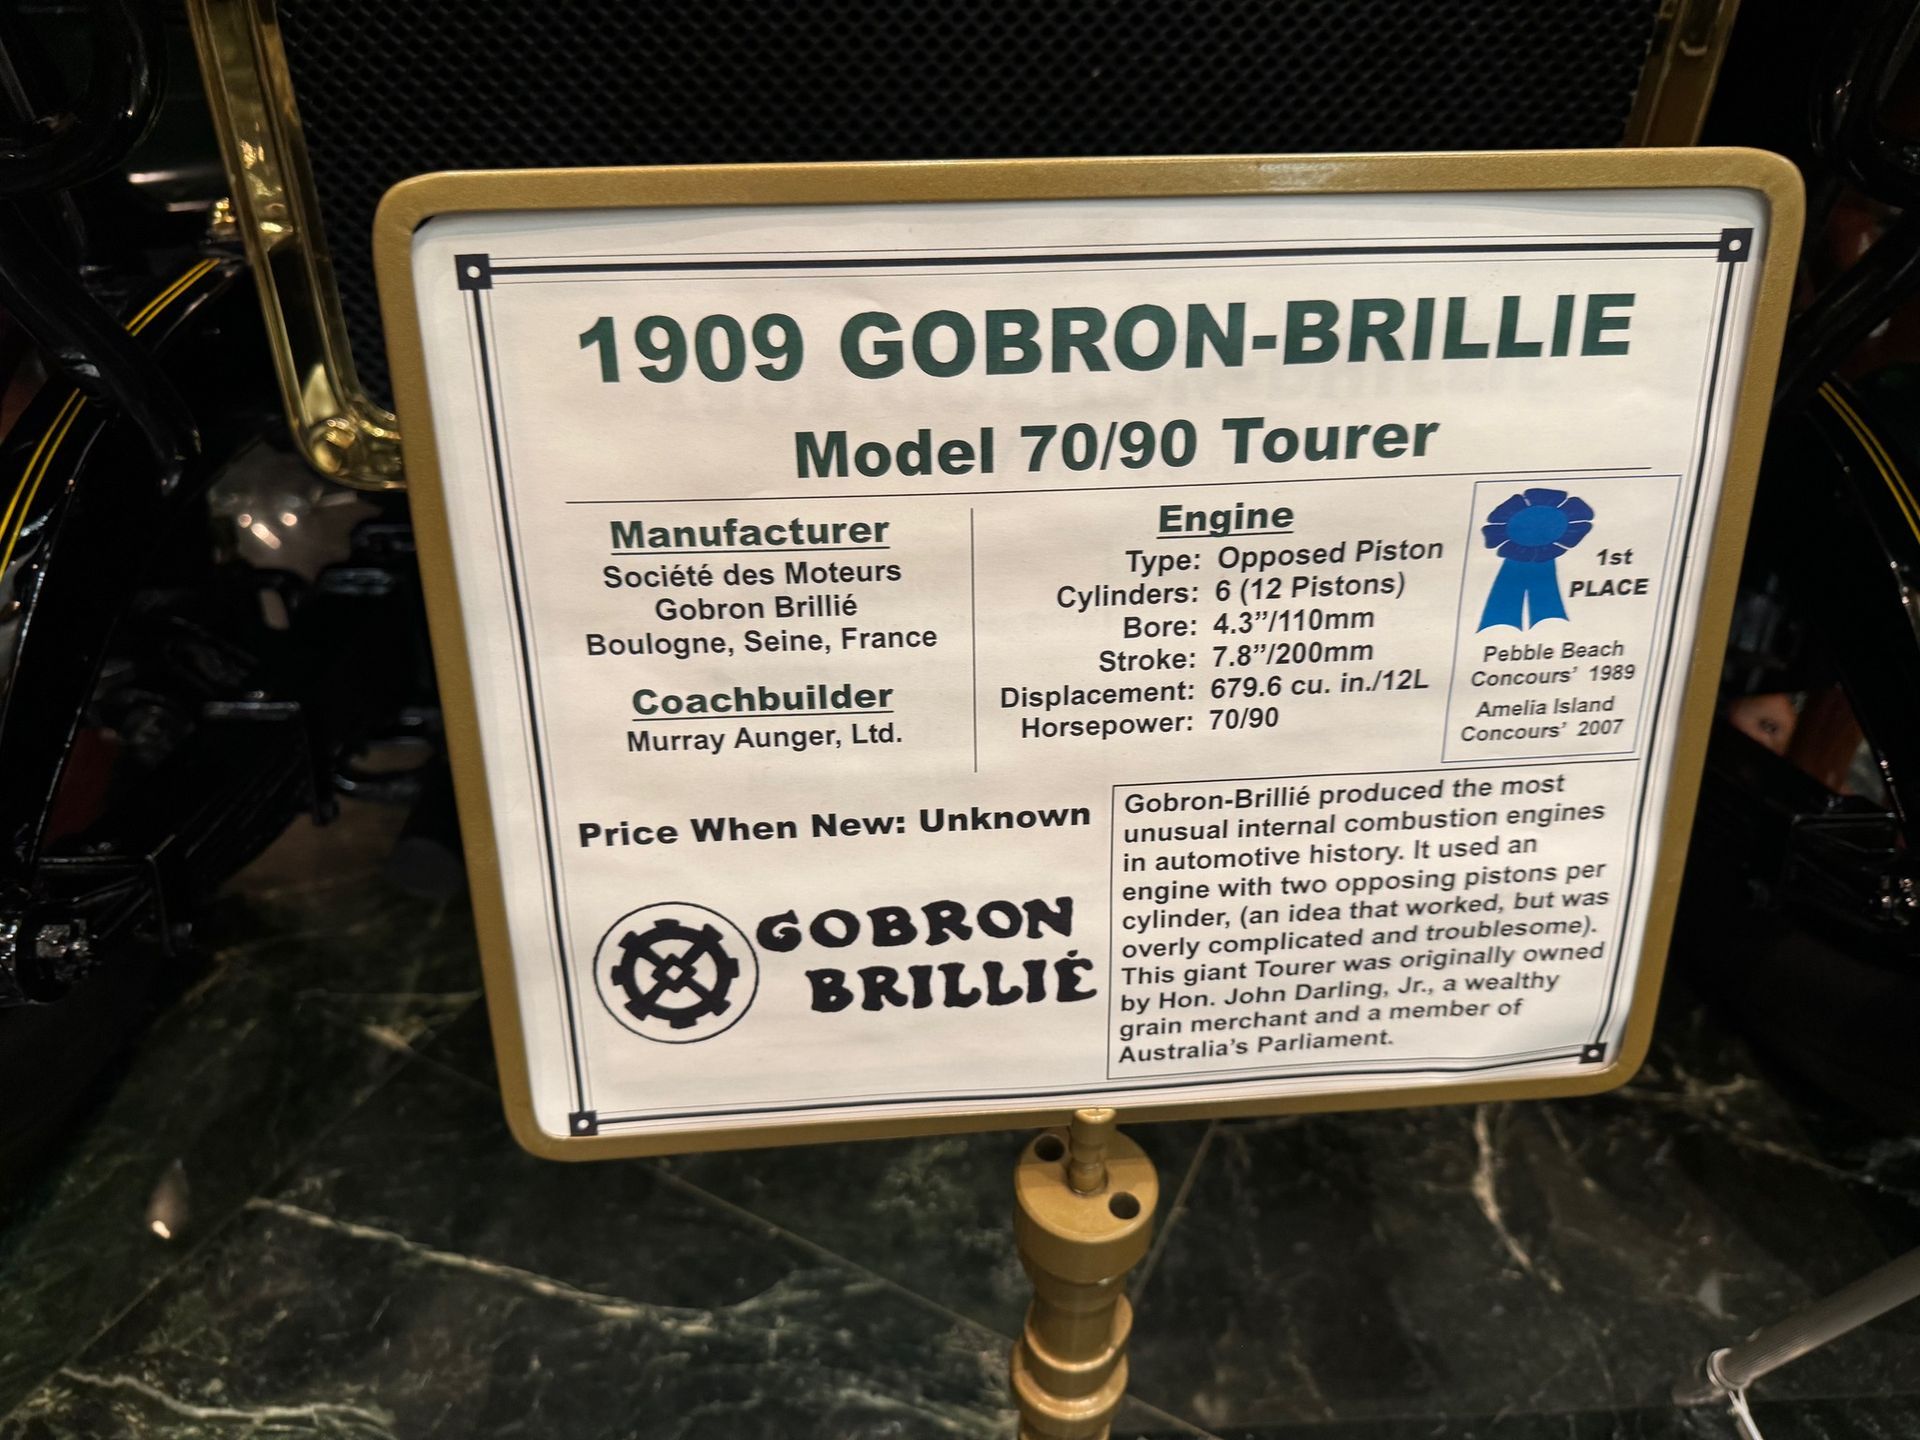 1909 GOBRON-BRILLIE
Model 70/90 Tourer
Manufacturer
Société des Moteurs
Gobron Brillié
Boulogne, Seine, France
Coachbuilder
Murray Aunger, Ltd.
Engine
Type: Opposed Piston
Cylinders: 6 (12 Pistons)
Bore: 4.3”/110mm
Stroke: 7.8”/200mm
Displacement: 679.6 cu. in./12L
Horsepower: 70/90
1st
PLACE
Pebble Beach
Concours’ 1989
Amelia Island
Concours’ 2007
Price When New: Unknown
GOBRON
BRILLIÉ
Gobron-Brillié produced the most
unusual internal combustion engines
in automotive history. It used an
engine with two opposing pistons per
cylinder, (an idea that worked, but was
overly complicated and troublesome).
This giant Tourer was originally owned
by Hon. John Darling, Jr., a wealthy
grain merchant and a member of
Australia’s Parliament.